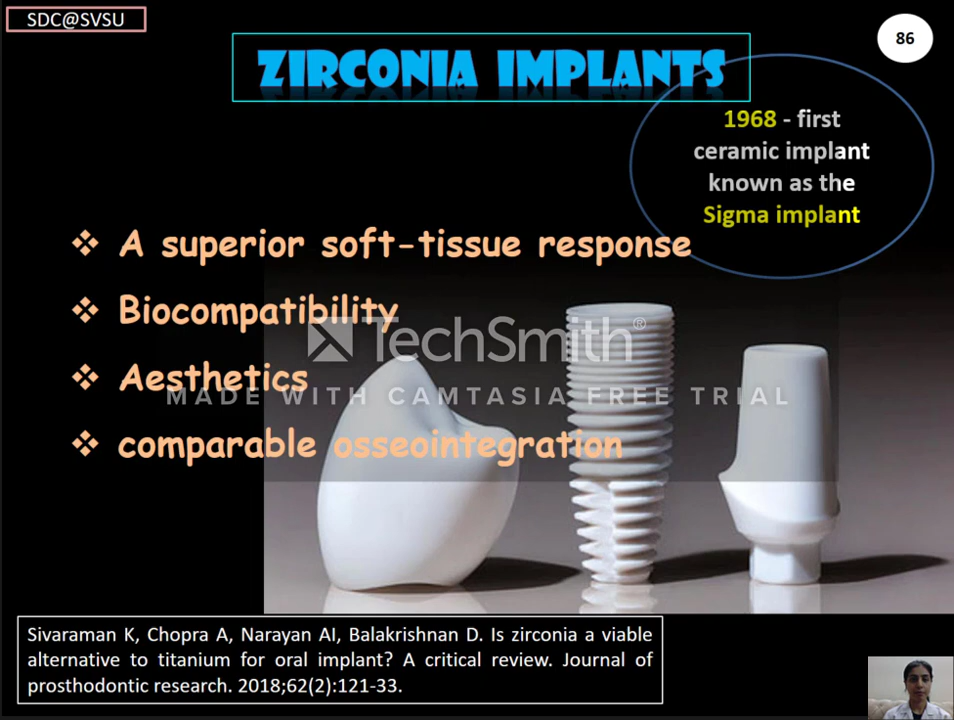 SDC@SVSU
86
ZIRCONIA IMPLANTS
1968 - first
ceramic implant
known as the
Sigma implant
❖ A superior soft-tissue response
❖ Biocompatibility
❖ Aesthetics
❖ comparable osseointegration
TechSmith®
MADE WITH CAMTASIA FREE TRIAL
Sivaraman K, Chopra A, Narayan AI, Balakrishnan D. Is zirconia a viable
alternative to titanium for oral implant? A critical review. Journal of
prosthodontic research. 2018;62(2):121-33.